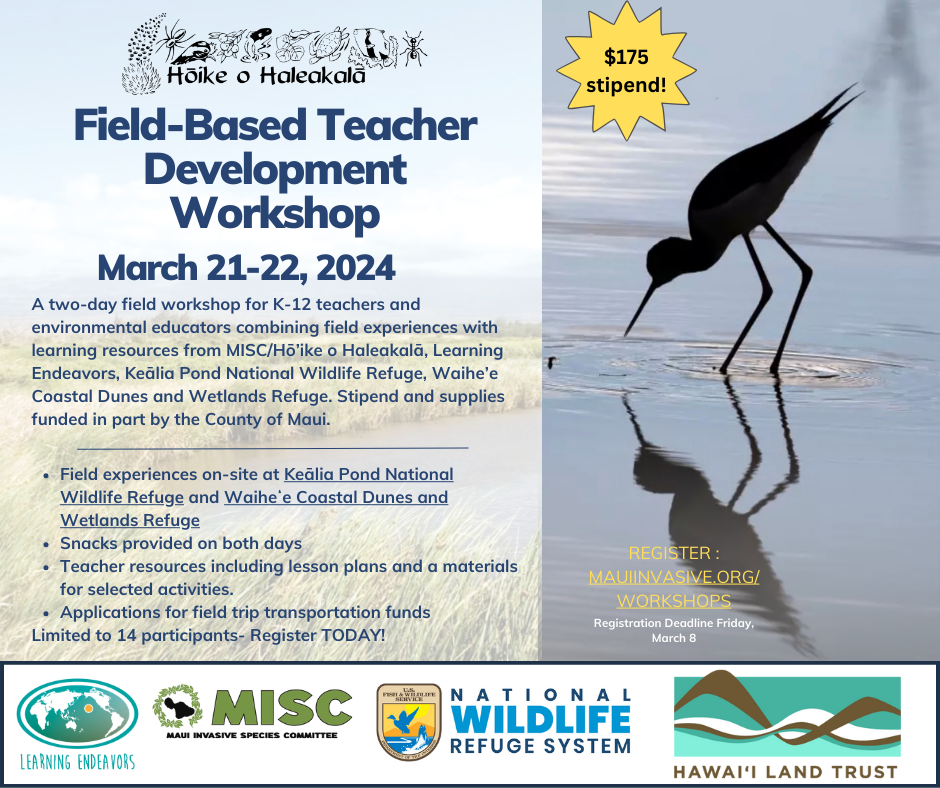 Hōike o Haleakalā
$175
stipend!
Field-Based Teacher
Development
Workshop
March 21-22, 2024
A two-day field workshop for K-12 teachers and
environmental educators combining field experiences with
learning resources from MISC/Hō'ike o Haleakalā, Learning
Endeavors, Keālia Pond National Wildlife Refuge, Waihe'e
Coastal Dunes and Wetlands Refuge. Stipend and supplies
funded in part by the County of Maui.
• Field experiences on-site at Keālia Pond National
Wildlife Refuge and Waiheʻe Coastal Dunes and
Wetlands Refuge
• Snacks provided on both days
• Teacher resources including lesson plans and a materials
for selected activities.
• Applications for field trip transportation funds
Limited to 14 participants- Register TODAY!
REGISTER :
MAUIINVASIVE.ORG/
WORKSHOPS
Registration Deadline Friday,
March 8
LEARNING ENDEAVORS
MISC
MAUI INVASIVE SPECIES COMMITTEE
U.S.
FISH & WILDLIFE
SERVICE
NATIONAL
WILDLIFE
REFUGE SYSTEM
HAWAIʻI LAND TRUST